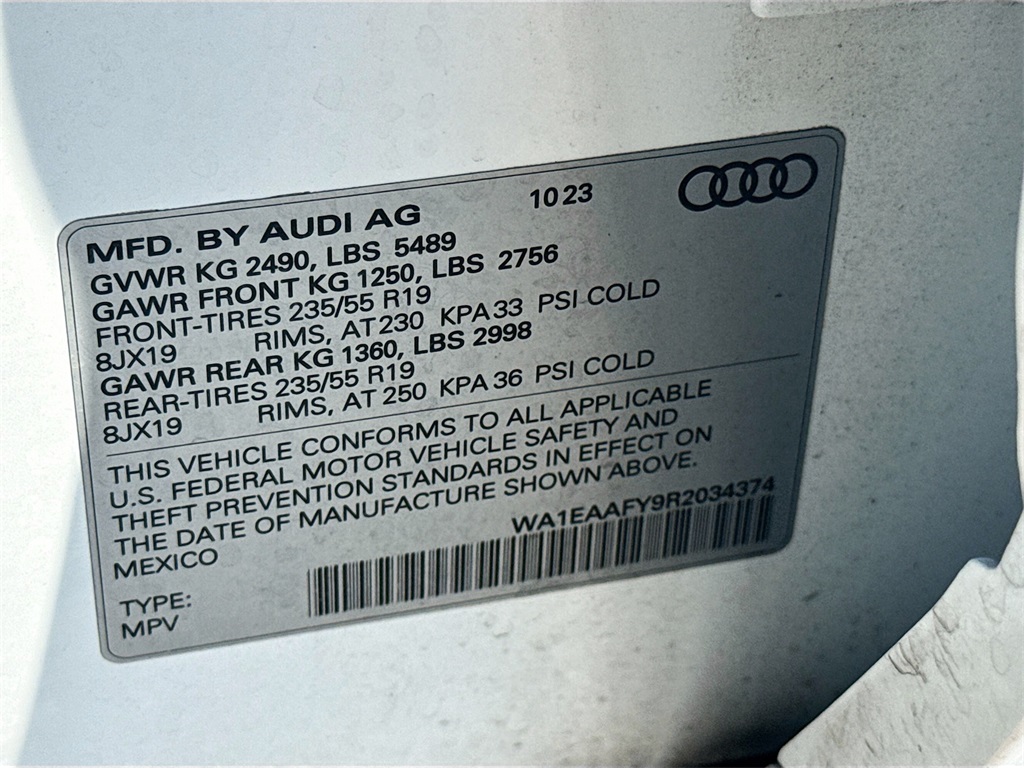 MFD. BY AUDI AG 10 23
GVWR KG 2490, LBS 5489
GAWR FRONT KG 1250, LBS 2756
FRONT-TIRES 235/55 R19
8JX19 RIMS, AT 230 KPA 33 PSI COLD
GAWR REAR KG 1360, LBS 2998
REAR-TIRES 235/55 R19
8JX19 RIMS, AT 250 KPA 36 PSI COLD
THIS VEHICLE CONFORMS TO ALL APPLICABLE
U.S. FEDERAL MOTOR VEHICLE SAFETY AND
THEFT PREVENTION STANDARDS IN EFFECT ON
THE DATE OF MANUFACTURE SHOWN ABOVE.
MEXICO WA1EAAFY9R2034374
TYPE:
MPV